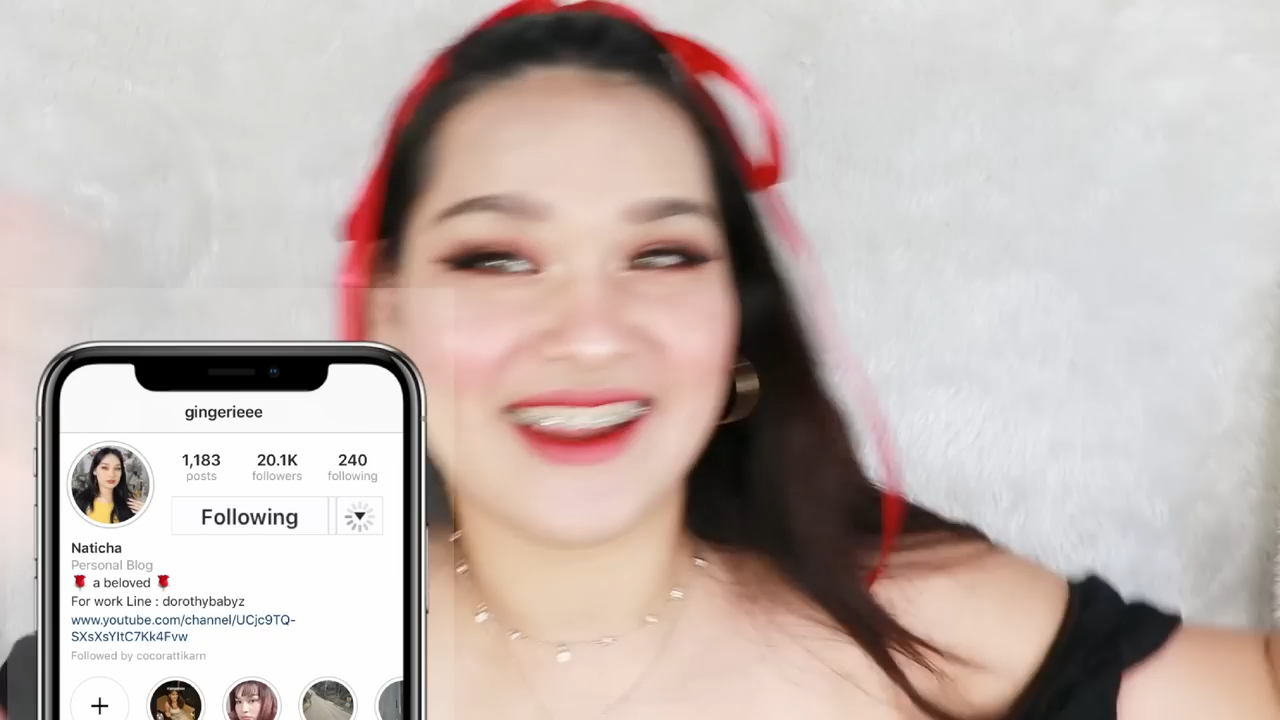 gingerieee
1,183 20.1K 240
posts followers following
Following
Naticha
Personal Blog
🌹 a beloved 🌹
For work Line : dorothybabyz
www.youtube.com/channel/UCjc9TQ-
SXsXsYItC7Kk4Fvw
Followed by cocorattikarn